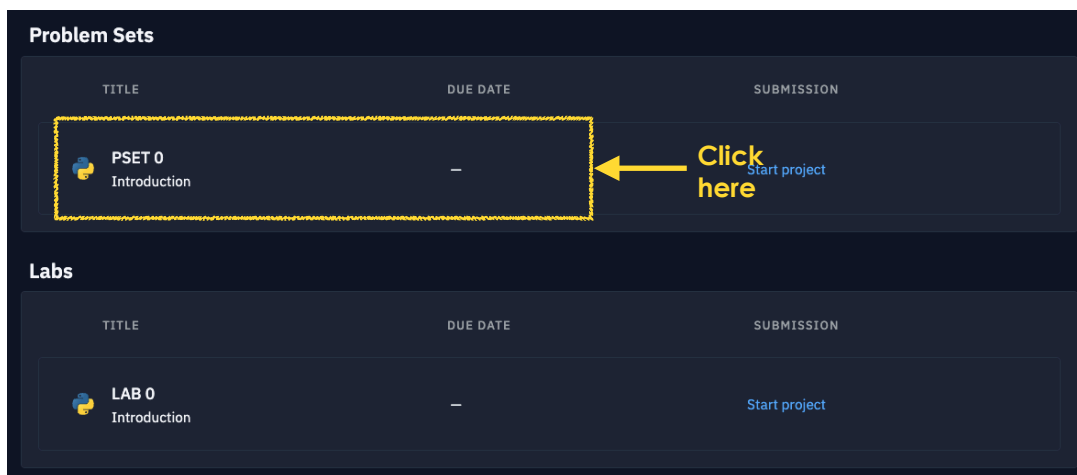 Problem Sets
TITLE DUE DATE SUBMISSION
PSET 0
Introduction
—
Click
here
Start project
Labs
TITLE DUE DATE SUBMISSION
LAB 0
Introduction
—
Start project